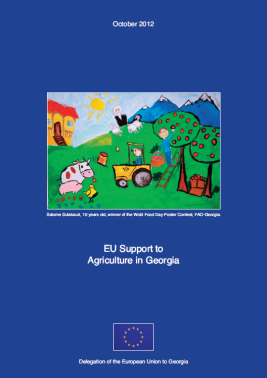 October 2012
Salome Sulakauri, 10 years old, winner of the Wold Food Day Poster Contest, FAO-Georgia.
EU Support to
Agriculture in Georgia
Delegation of the European Union to Georgia